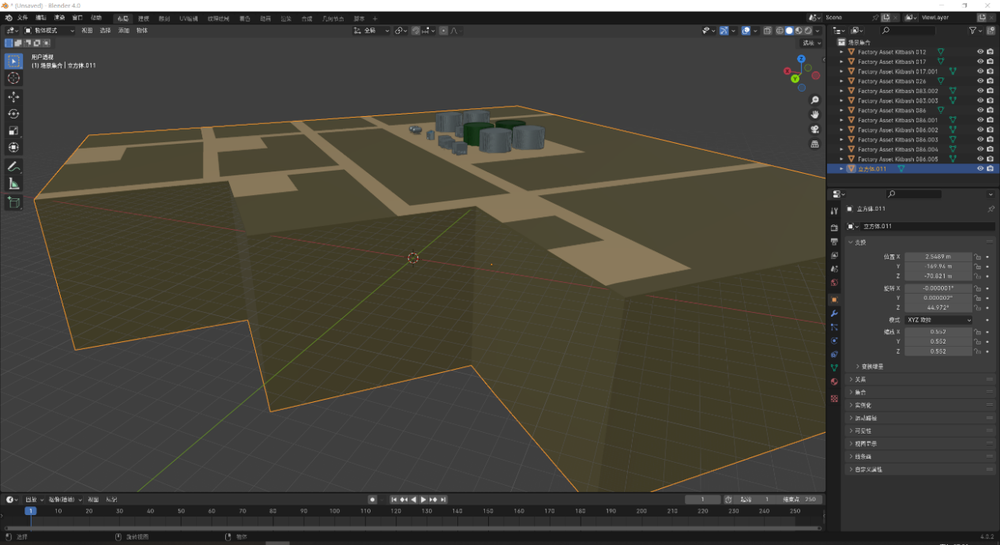 * (Unsaved) - Blender 4.0
文件 编辑 渲染 窗口 帮助 布局 建模 雕刻 UV编辑 纹理绘制 着色 动画 渲染 合成 几何节点 脚本 +
Scene ViewLayer
物体模式 视图 选择 添加 物体 全局
选项
用户透视
(1) 场景集合 | 立方体.011
Z
X
Y
场景集合
Factory Asset Kitbash 012
Factory Asset Kitbash 017
Factory Asset Kitbash 017.001
Factory Asset Kitbash 026
Factory Asset Kitbash 083.002
Factory Asset Kitbash 083.003
Factory Asset Kitbash 086
Factory Asset Kitbash 086.001
Factory Asset Kitbash 086.002
Factory Asset Kitbash 086.003
Factory Asset Kitbash 086.004
Factory Asset Kitbash 086.005
立方体.011
立方体.011
立方体.011
变换
位置 X 2.5489 m
Y -169.94 m
Z -70.821 m
旋转 X -0.000001°
Y 0.000002°
Z 44.972°
模式 XYZ 欧拉
缩放 X 0.552
Y 0.552
Z 0.552
变换增量
关系
集合
实例化
运动路径
可见性
视图显示
线条画
自定义属性
回放 抠像(插帧) 视图 标记
1 起始 1 结束点 250
1 10 20 30 40 50 60 70 80 90 100 110 120 130 140 150 160 170 180 190 200 210 220 230 240 250
选择 旋转视图 物体
4.0.2